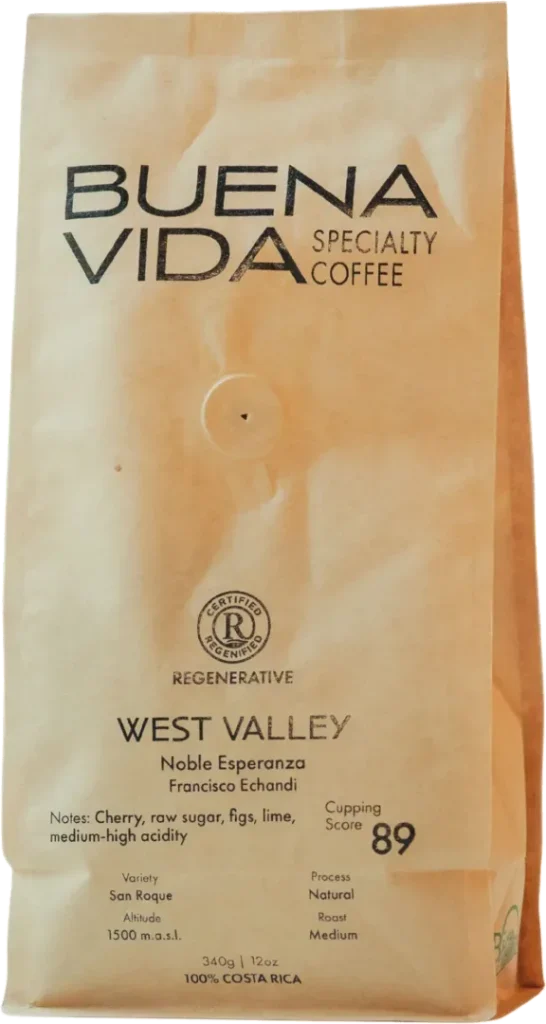 BUENA
VIDA SPECIALTY
COFFEE
CERTIFIED
R
REGENIFIED
REGENERATIVE
WEST VALLEY
Noble Esperanza
Francisco Echandi
Notes: Cherry, raw sugar, figs, lime,
medium-high acidity
Cupping
Score 89
Variety
San Roque
Process
Natural
Altitude
1500 m.a.s.l.
Roast
Medium
340g | 12oz
100% COSTA RICA